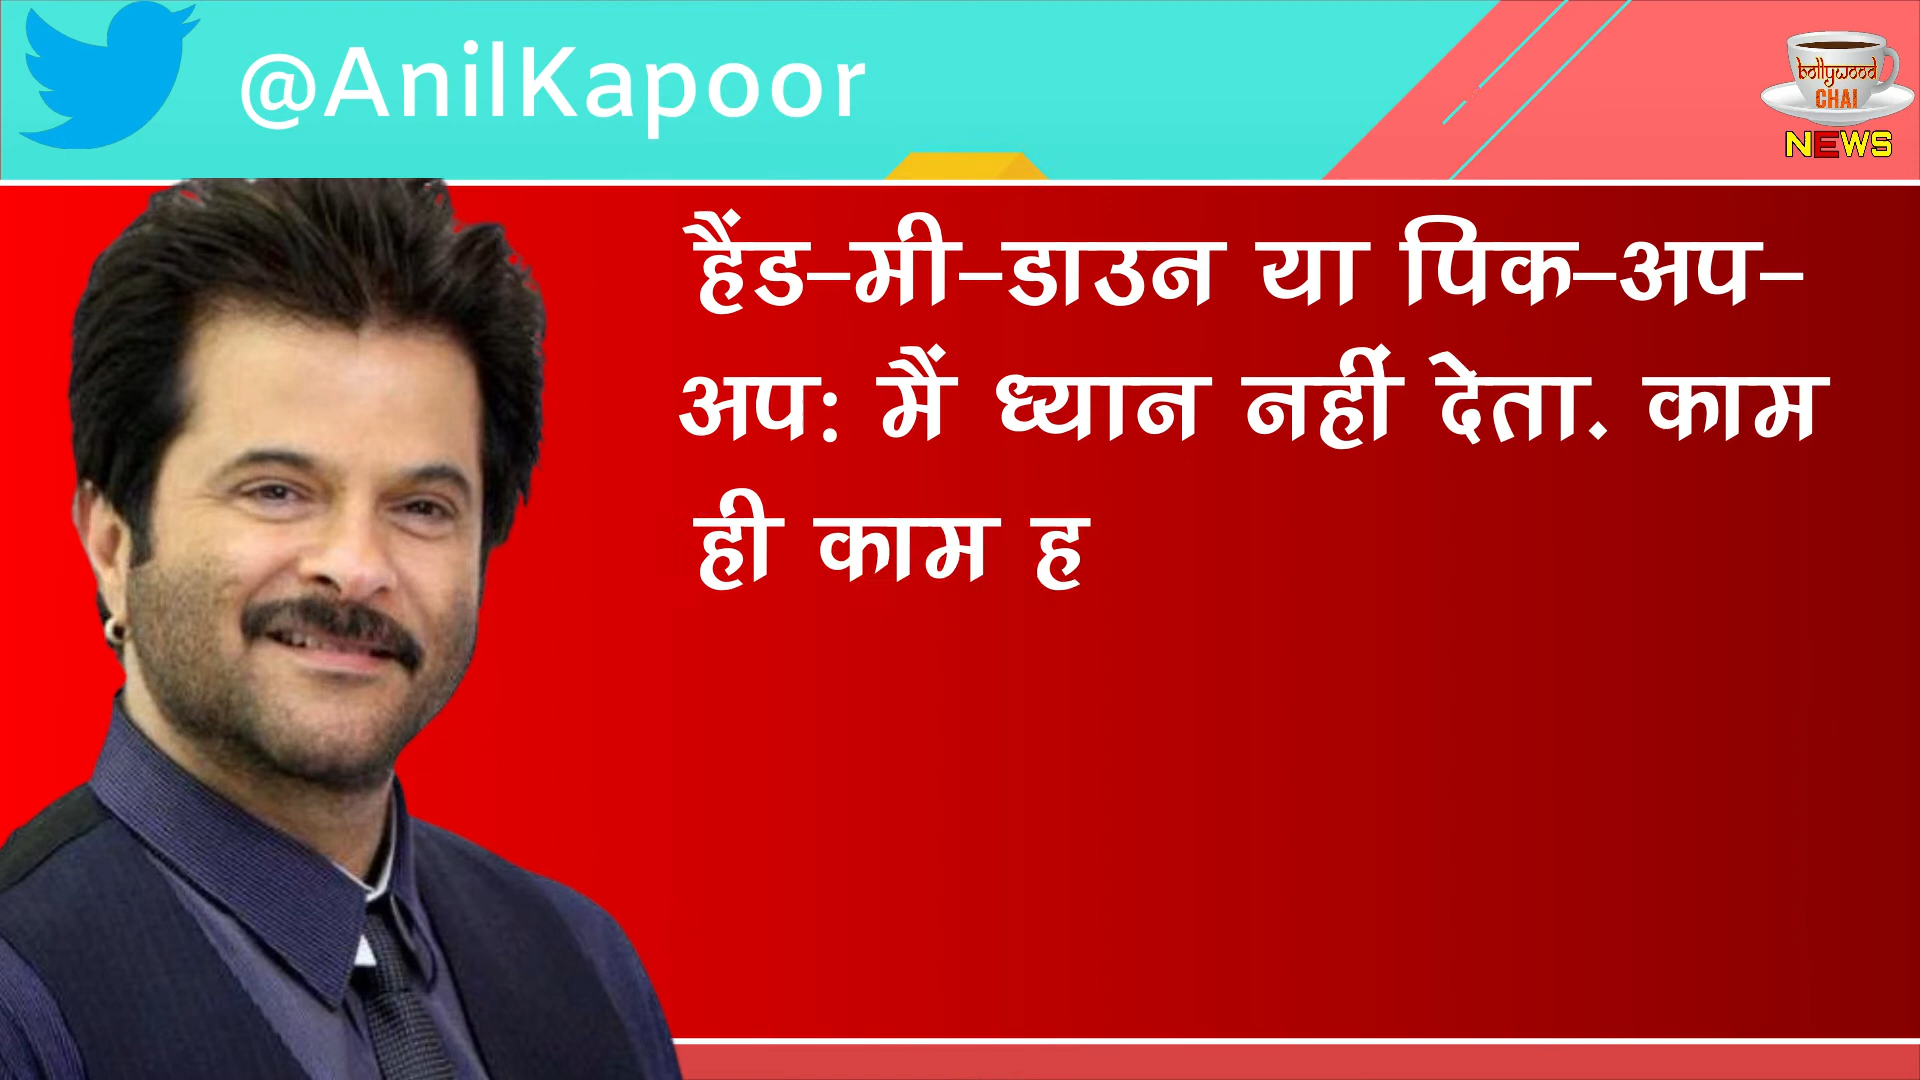 @AnilKapoor
bollywood
CHAI
NEWS
हैंड-मी-डाउन या पिक-अप-
अप: मैं ध्यान नहीं देता. काम
ही काम ह